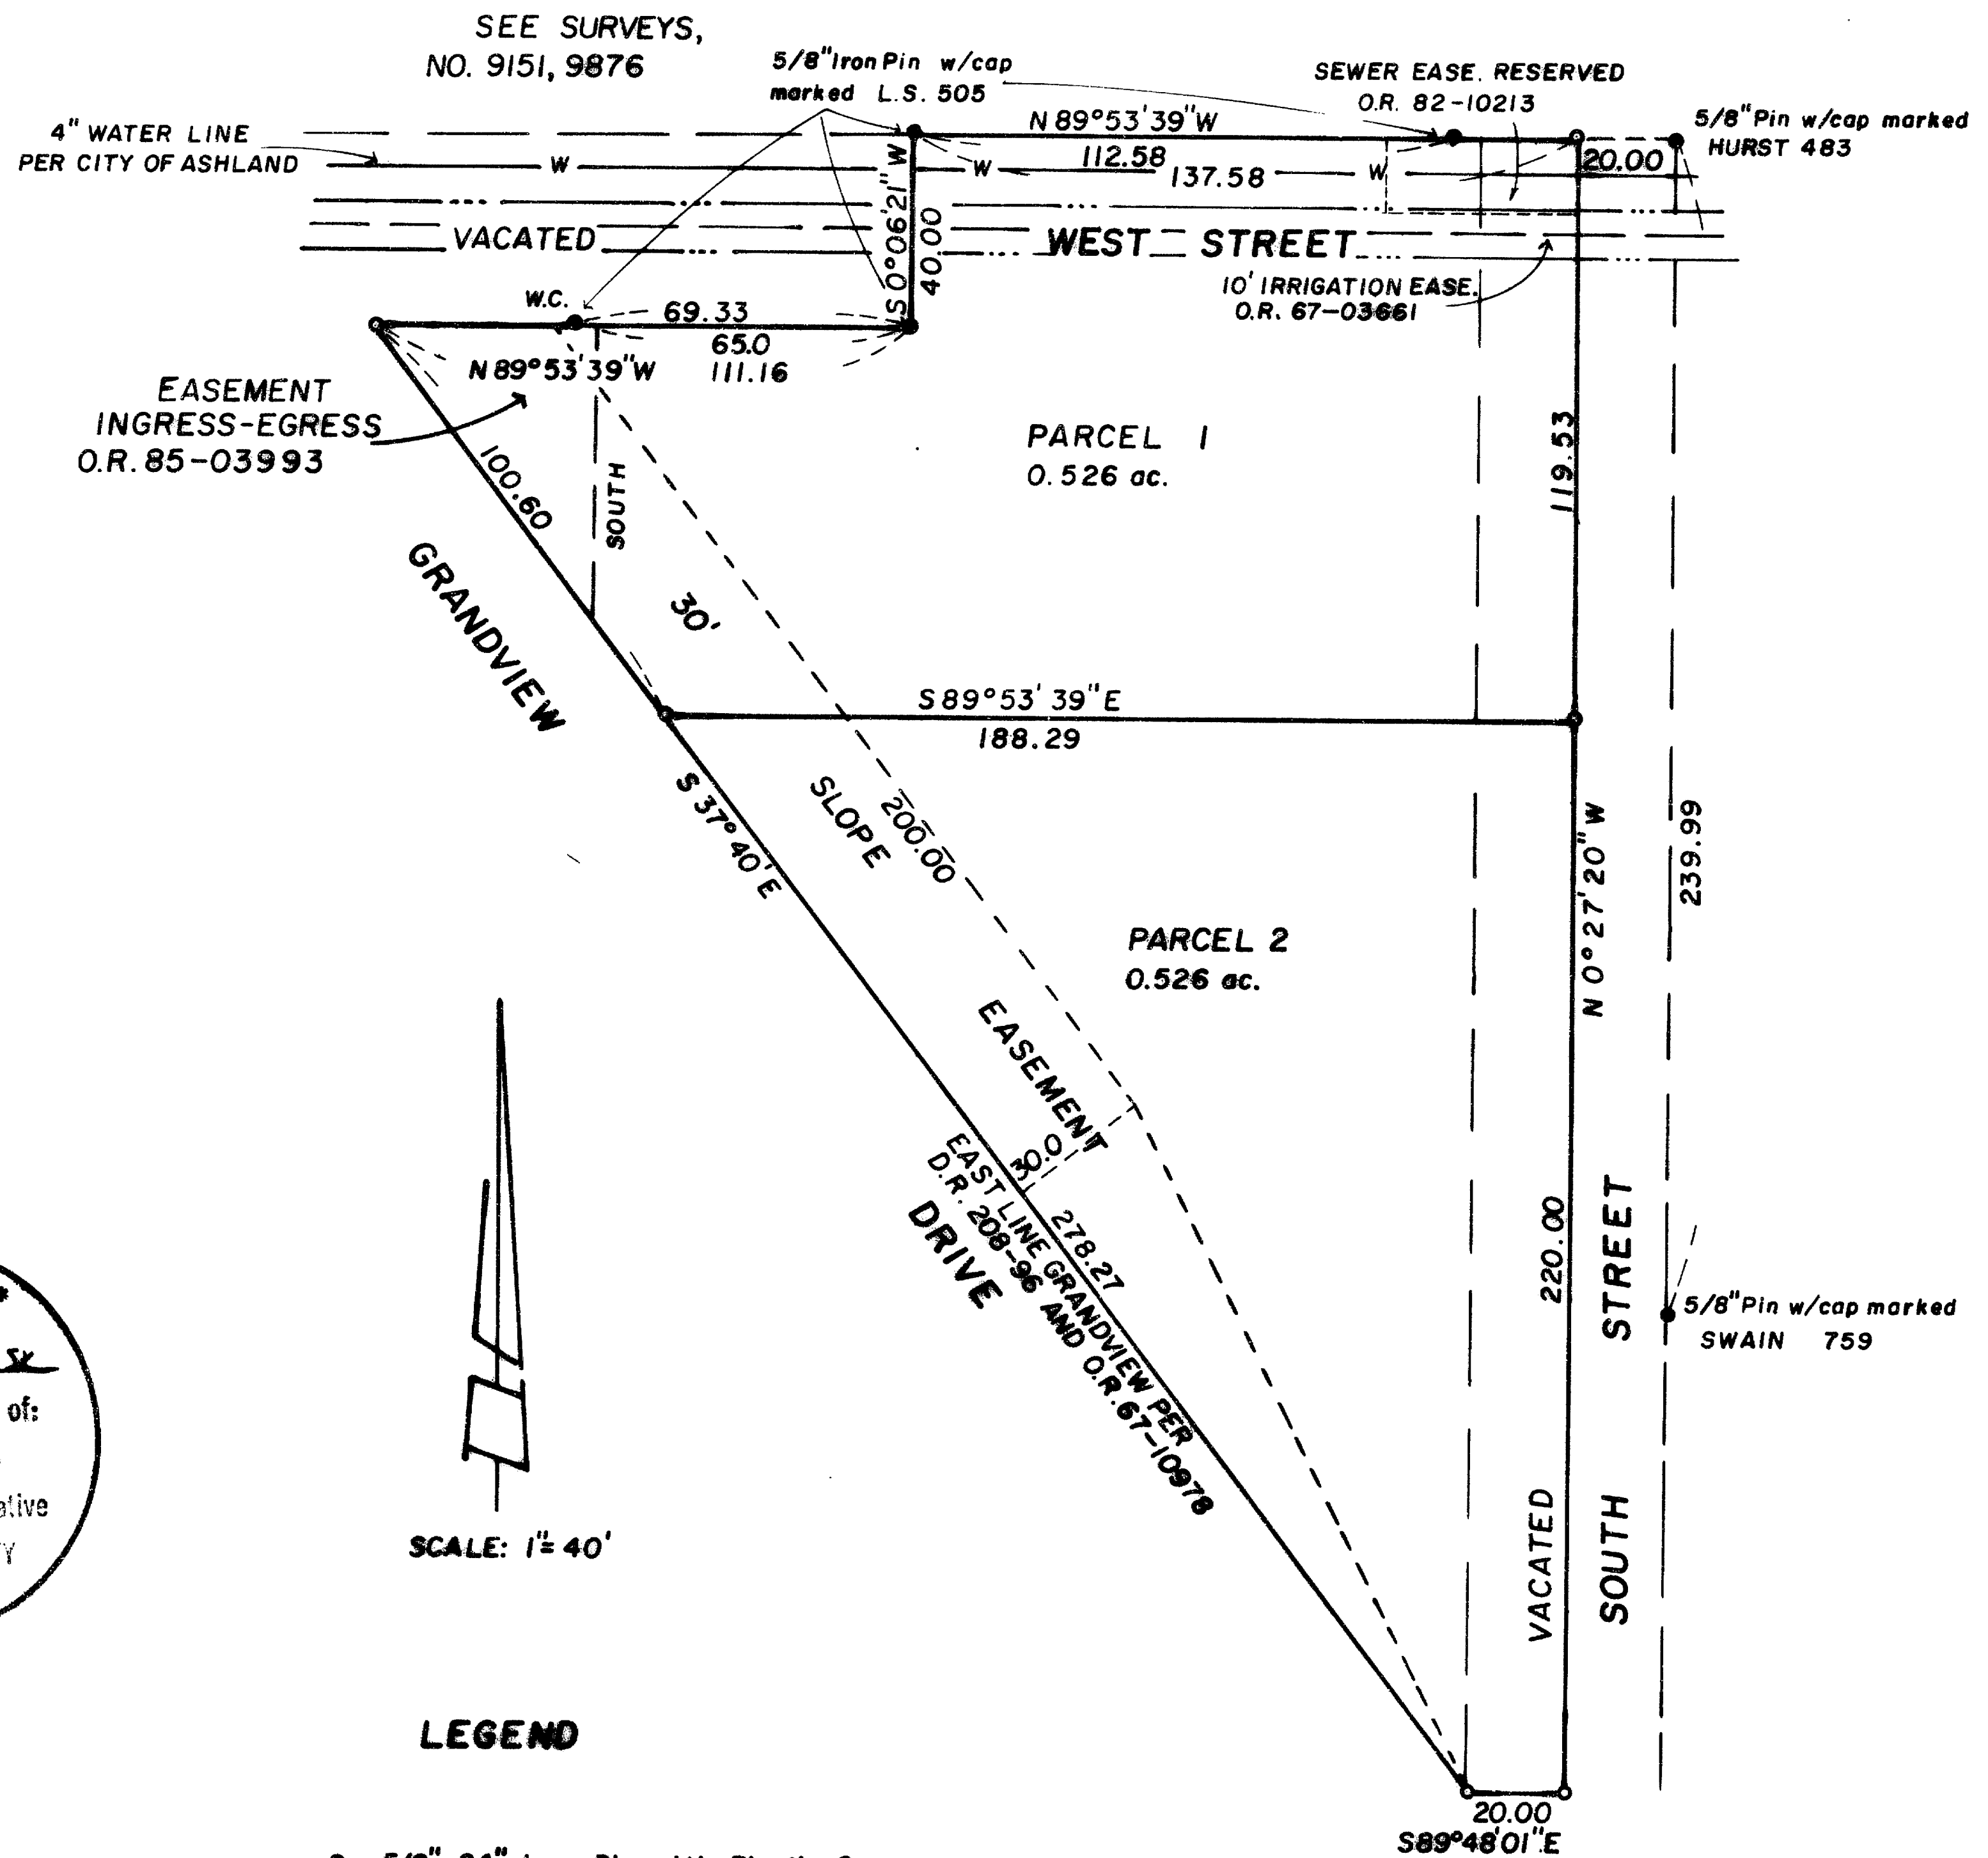 SEE SURVEYS,
NO. 9151, 9876
5/8" Iron Pin w/cap
marked L.S. 505
SEWER EASE. RESERVED
O.R. 82-10213
5/8" Pin w/cap marked
HURST 483
4" WATER LINE
PER CITY OF ASHLAND
N 89°53'39" W
112.58
137.58
20.00
W
W
W
S 0°06'21" W
40.00
VACATED
WEST STREET
10' IRRIGATION EASE.
O.R. 67-03661
W.C.
69.33
65.0
N 89°53'39" W
111.16
EASEMENT
INGRESS-EGRESS
O.R. 85-03993
PARCEL 1
0.526 ac.
119.53
100.60
SOUTH
GRANDVIEW
30'
S 89°53'39" E
188.29
S 37°40' E
SLOPE
200.00
N 0°27'20" W
239.99
PARCEL 2
0.526 ac.
EASEMENT
30.0
EAST LINE GRANDVIEW PER
D.R. 208-96 AND O.R. 67-10978
278.27
DRIVE
220.00
VACATED
SOUTH STREET
5/8" Pin w/cap marked
SWAIN 759
of:
SCALE: 1"= 40'
LEGEND
20.00
S89°48'01"E